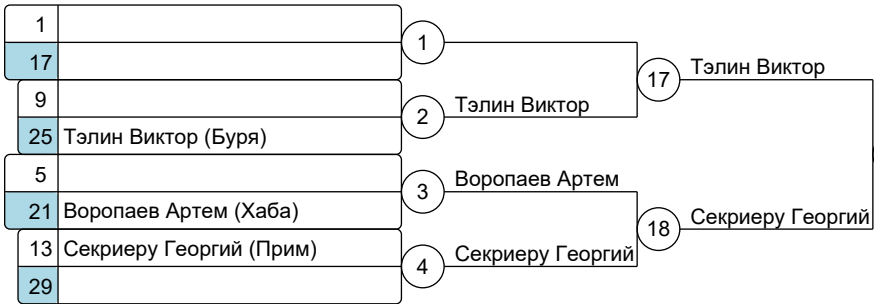 1
17
1
9
2
Тэлин Виктор
25 Тэлин Виктор (Буря)
17
Тэлин Виктор
5
3
Воропаев Артем
21 Воропаев Артем (Хаба)
18
Секриеру Георгий
13 Секриеру Георгий (Прим)
4
Секриеру Георгий
29